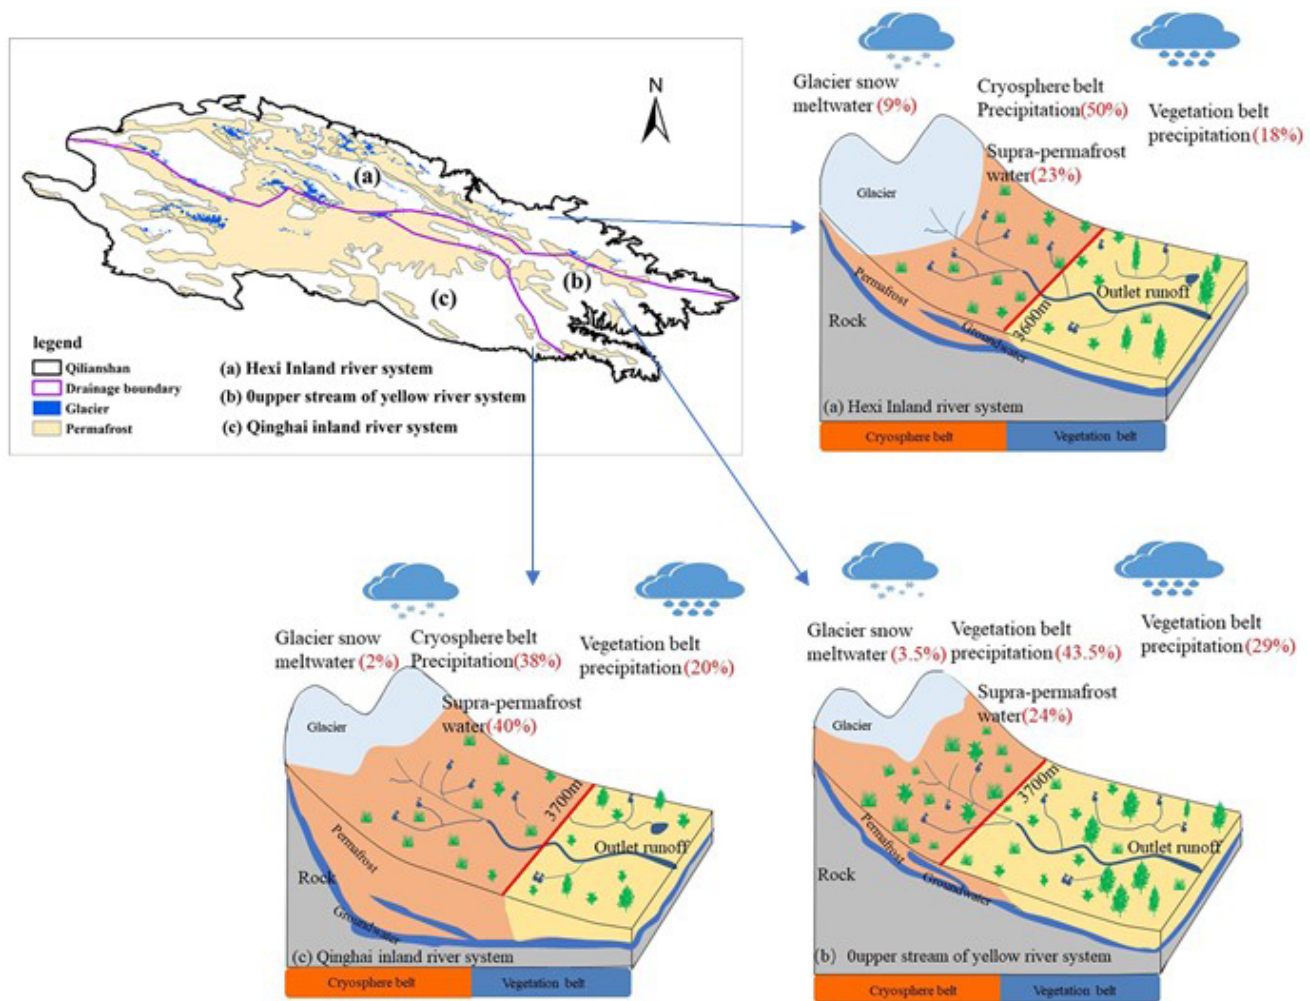 N
(a)
(b)
(c)
legend
Qilianshan
Drainage boundary
Glacier
Permafrost
(a) Hexi Inland river system
(b) 0upper stream of yellow river system
(c) Qinghai inland river system
Glacier snow
meltwater (9%)
Cryosphere belt
Precipitation(50%)
Vegetation belt
precipitation(18%)
Supra-permafrost
water(23%)
Glacier
Permafrost
Rock
Groundwater
3600m
Outlet runoff
(a) Hexi Inland river system
Cryosphere belt
Vegetation belt
Glacier snow
meltwater (2%)
Cryosphere belt
Precipitation(38%)
Vegetation belt
precipitation(20%)
Supra-permafrost
water(40%)
Glacier
Permafrost
Rock
Groundwater
3700m
Outlet runoff
(c) Qinghai inland river system
Cryosphere belt
Vegetation belt
Glacier snow
meltwater (3.5%)
Vegetation belt
precipitation(43.5%)
Vegetation belt
precipitation(29%)
Supra-permafrost
water(24%)
Glacier
Permafrost
Rock
Groundwater
3700m
Outlet runoff
(b) 0upper stream of yellow river system
Cryosphere belt
Vegetation belt